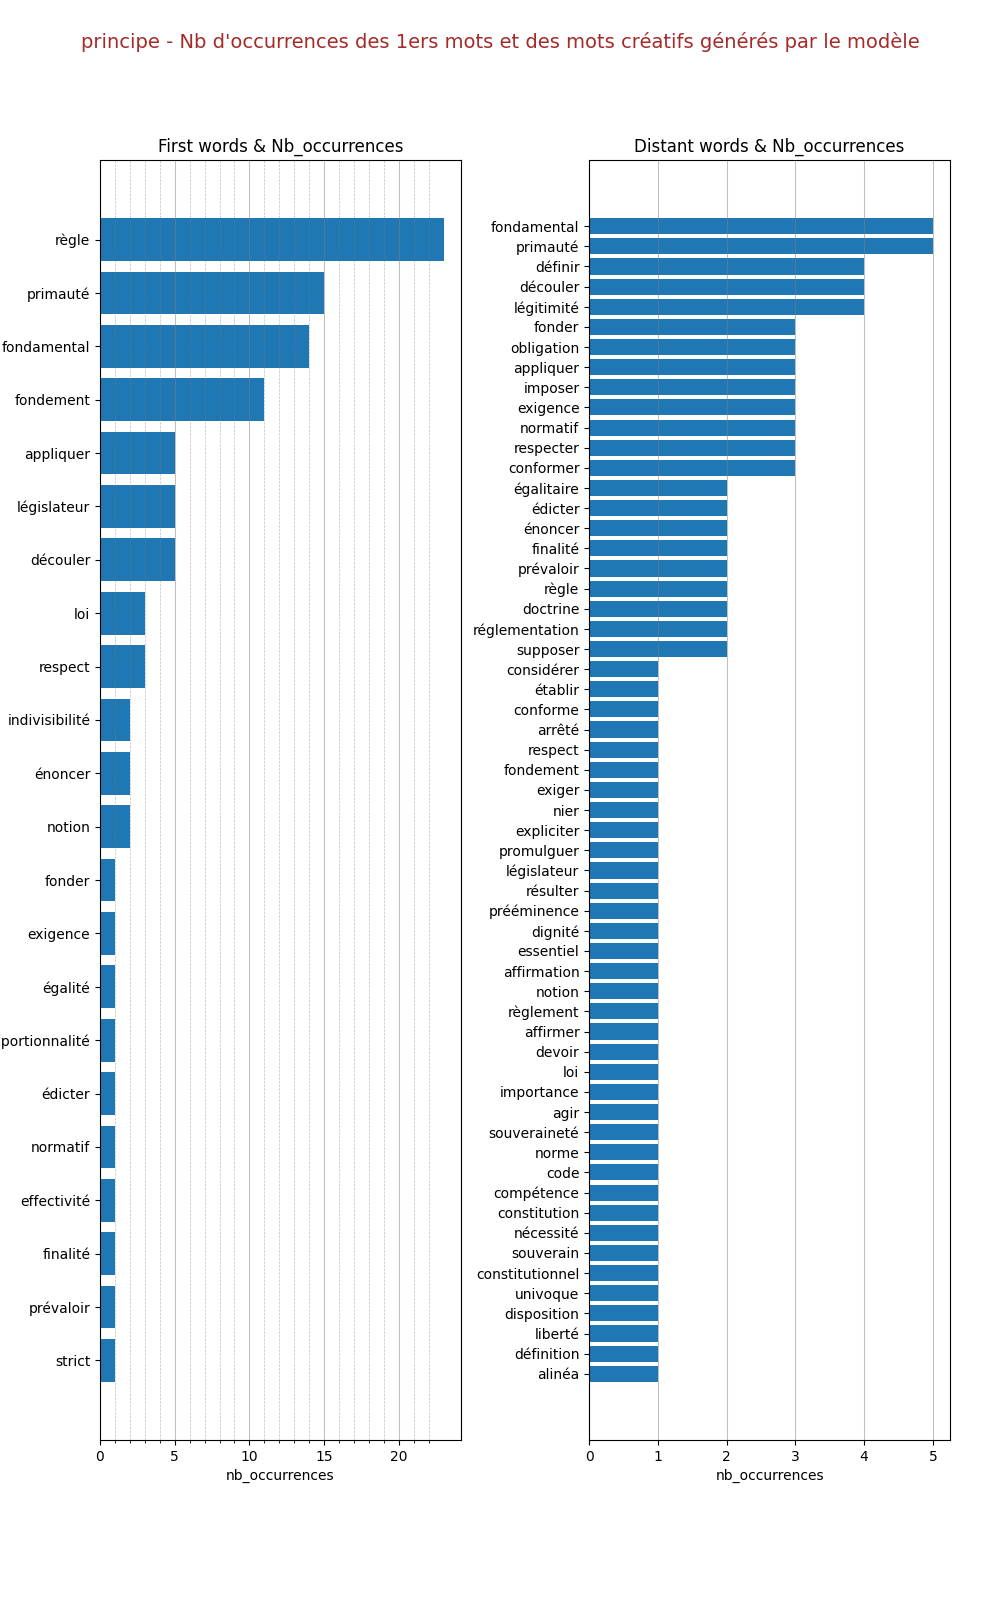 principe - Nb d'occurrences des 1ers mots et des mots créatifs générés par le modèle
First words & Nb_occurrences
règle
primauté
fondamental
fondement
appliquer
législateur
découler
loi
respect
indivisibilité
énoncer
notion
fonder
exigence
égalité
portionnalité
édicter
normatif
effectivité
finalité
prévaloir
strict
0 5 10 15 20
nb_occurrences
Distant words & Nb_occurrences
fondamental
primauté
définir
découler
légitimité
fonder
obligation
appliquer
imposer
exigence
normatif
respecter
conformer
égalitaire
édicter
énoncer
finalité
prévaloir
règle
doctrine
réglementation
supposer
considérer
établir
conforme
arrêté
respect
fondement
exiger
nier
expliciter
promulguer
législateur
résulter
prééminence
dignité
essentiel
affirmation
notion
règlement
affirmer
devoir
loi
importance
agir
souveraineté
norme
code
compétence
constitution
nécessité
souverain
constitutionnel
univoque
disposition
liberté
définition
alinéa
0 1 2 3 4 5
nb_occurrences